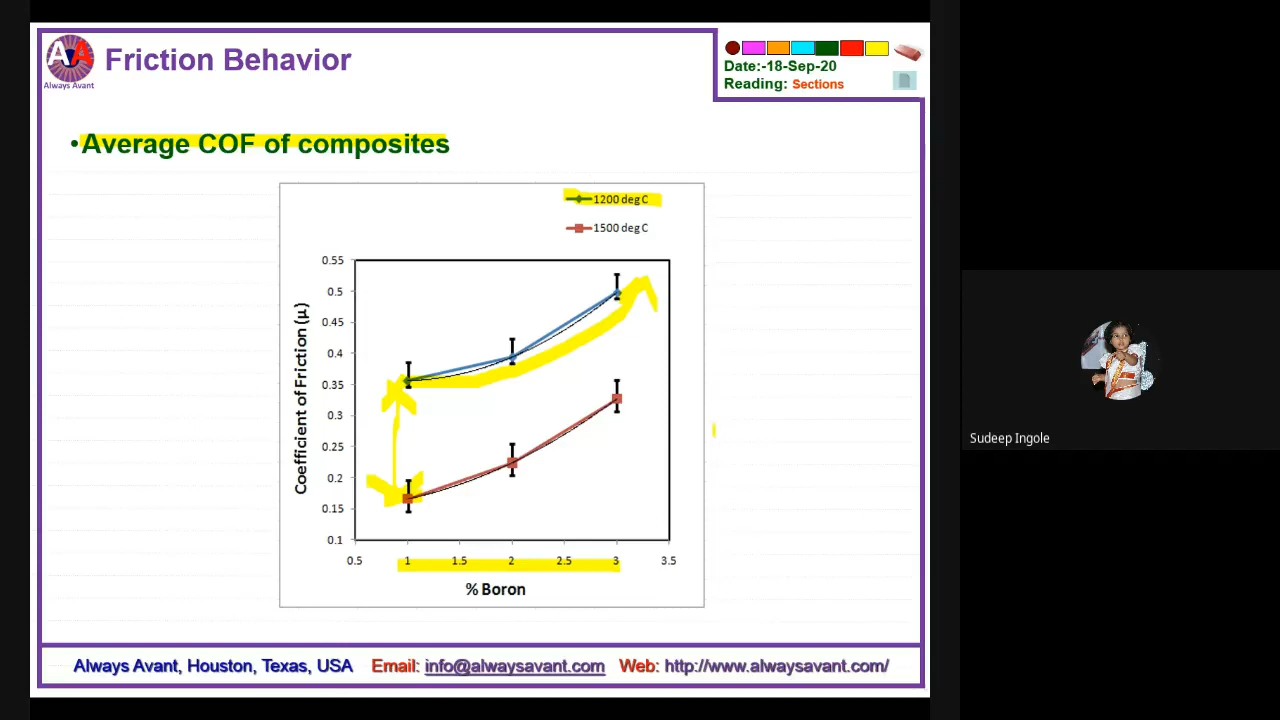 AVA
Always Avant
Friction Behavior
Date:-18-Sep-20
Reading: Sections
•Average COF of composites
1200 deg C
1500 deg C
0.55
0.5
0.45
0.4
0.35
0.3
0.25
0.2
0.15
0.1
Coefficient of Friction (µ)
0.5 1 1.5 2 2.5 3 3.5
% Boron
Sudeep Ingole
Always Avant, Houston, Texas, USA Email: info@alwaysavant.com Web: http://www.alwaysavant.com/